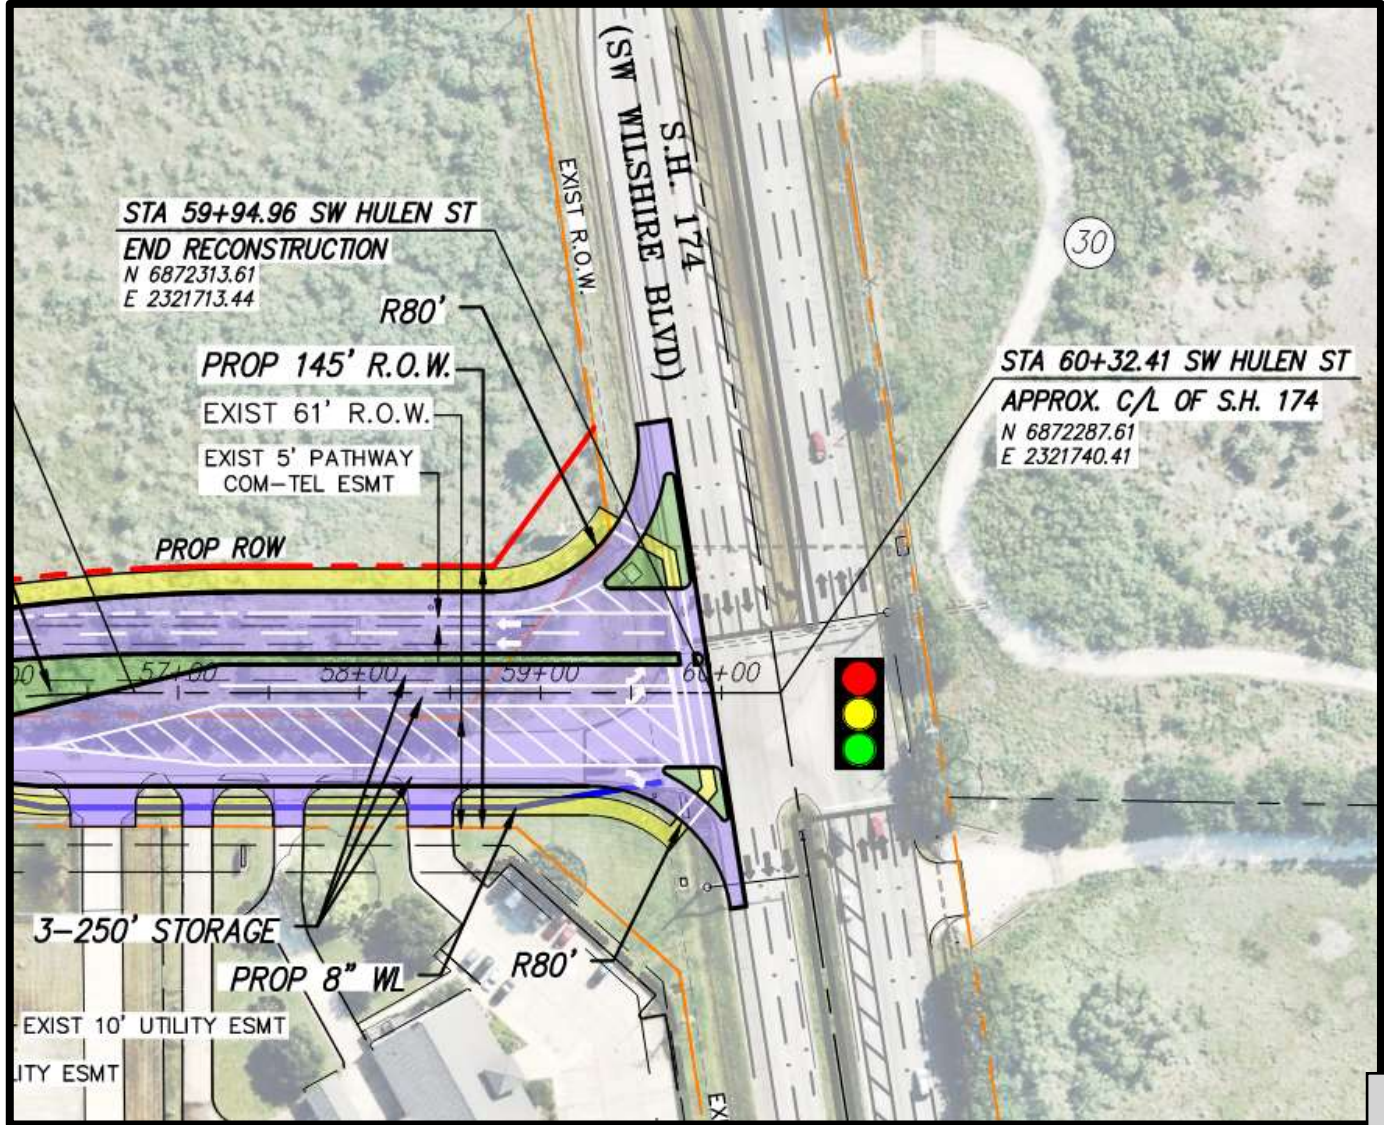 (SW WILSHIRE BLVD)
S.H. 174
EXIST R.O.W.
STA 59+94.96 SW HULEN ST
END RECONSTRUCTION
N 6872313.61
E 2321713.44
R80'
30
PROP 145' R.O.W.
EXIST 61' R.O.W.
EXIST 5' PATHWAY
COM-TEL ESMT
STA 60+32.41 SW HULEN ST
APPROX. C/L OF S.H. 174
N 6872287.61
E 2321740.41
PROP ROW
00
57+00
58+00
59+00
60+00
3-250' STORAGE
PROP 8" WL
R80'
EXIST 10' UTILITY ESMT
LITY ESMT
EX